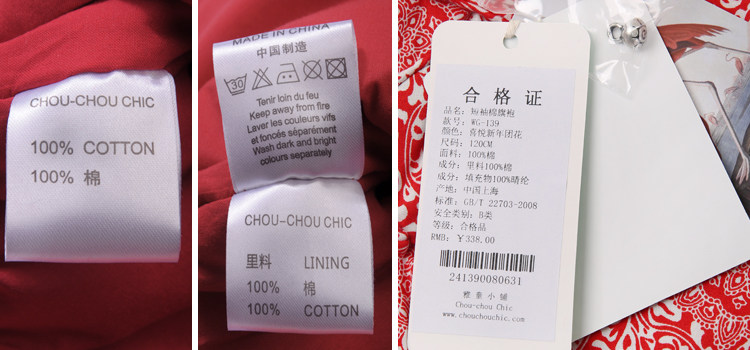 CHOU-CHOU CHIC
100% COTTON
100% 棉
MADE IN CHINA
中国制造
30
Tenir loin du feu
Keep away from fire
Laver les couleurs vifs
et foncés séparément
Wash dark and bright
colours separately
CHOU-CHOU CHIC
里料 LINING
100% 棉
100% COTTON
合格证
品名: 短袖棉旗袍
款号: WG-139
颜色: 喜悦新年团花
尺码: 120CM
面料: 100%棉
成分: 里料100%棉
成分: 填充物100%晴纶
产地: 中国上海
标准: GB/T 22703-2008
安全类别: B类
等级: 合格品
RMB: ¥338.00
241390080631
雅童小铺
Chou-chou Chic
www.chouchouchic.com